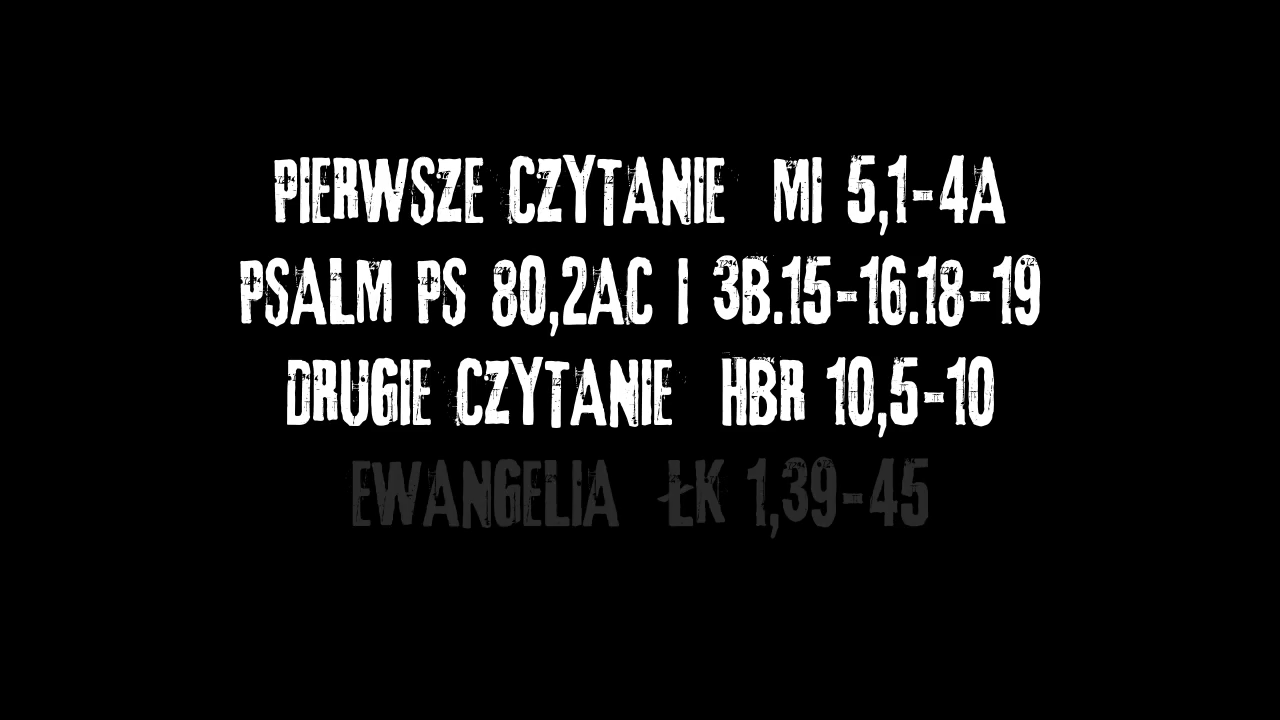 PIERWSZE CZYTANIE MI 5,1-4A
PSALM PS 80,2AC I 3B.15-16.18-19
DRUGIE CZYTANIE HBR 10,5-10
EWANGELIA ŁK 1,39-45